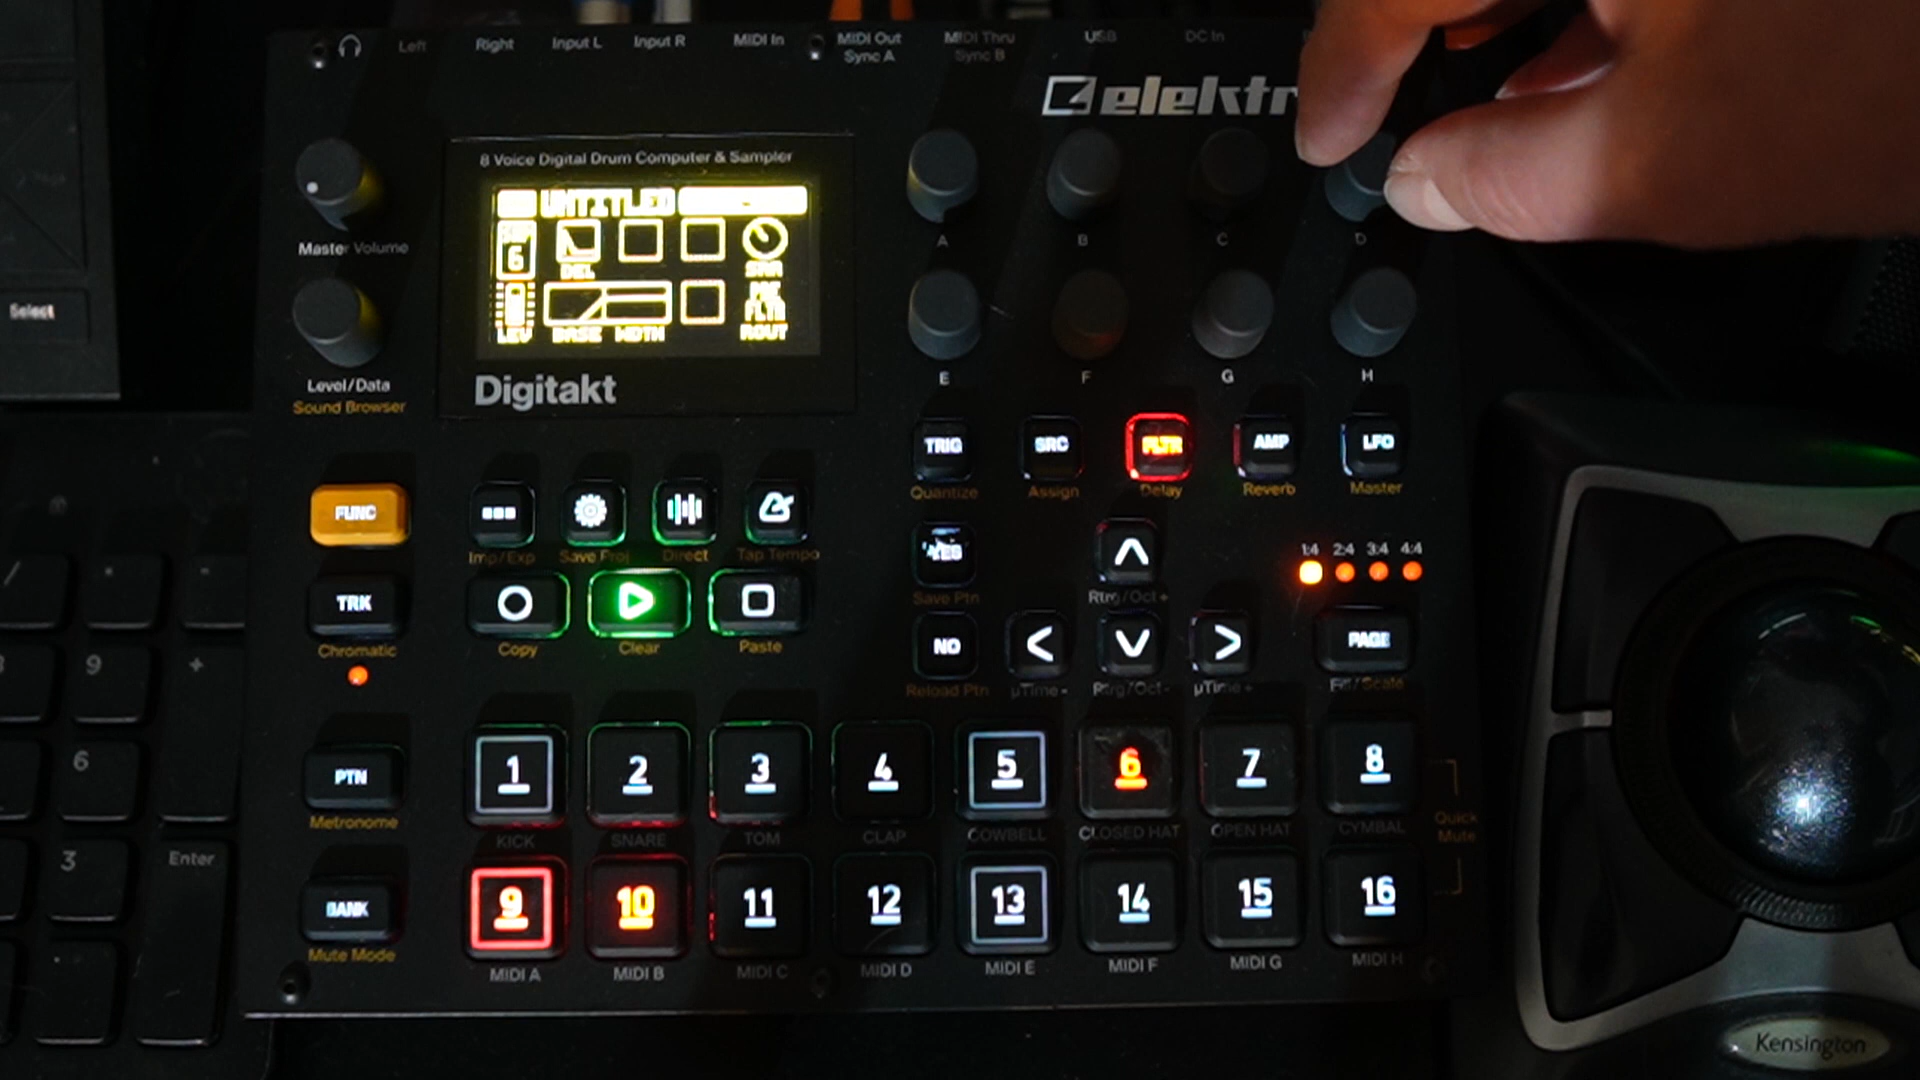 Left Right Input L Input R MIDI In MIDI Out MIDI Thru USB DC In
Sync A Sync B
elektr
8 Voice Digital Drum Computer & Sampler
UNTITLED
6
DEL SRR
FLTR
LEV BASE WDTH ROUT
Digitakt
Master Volume
Level/Data
Sound Browser
A B C D
E F G H
Select
TRIG SRC FLTR AMP LFO
Quantize Assign Delay Reverb Master
FUNC
Imp/Exp Save Proj Direct Tap Tempo
YES
Save Ptn
Rtrg/Oct+
1:4 2:4 3:4 4:4
TRK
Chromatic
Copy Clear Paste
NO
Reload Ptn µTime- Rtrg/Oct- µTime+
PAGE
Fill/Scale
PTN
Metronome
1 2 3 4 5 6 7 8
KICK SNARE TOM CLAP COWBELL CLOSED HAT OPEN HAT CYMBAL
Quick
Mute
BANK
Mute Mode
9 10 11 12 13 14 15 16
MIDI A MIDI B MIDI C MIDI D MIDI E MIDI F MIDI G MIDI H
/ * -
9 +
6
3 Enter
Kensington